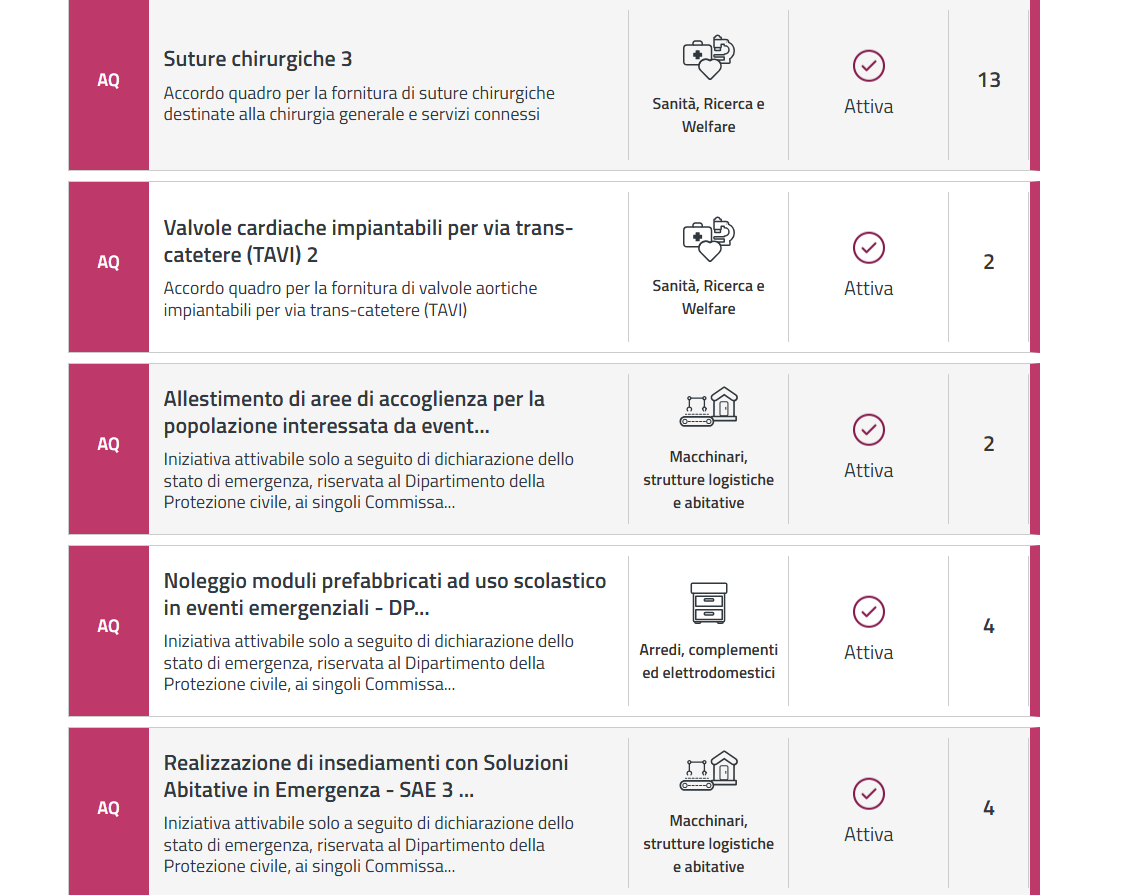 AQ
Suture chirurgiche 3
Accordo quadro per la fornitura di suture chirurgiche
destinate alla chirurgia generale e servizi connessi
Sanità, Ricerca e
Welfare
Attiva
13
AQ
Valvole cardiache impiantabili per via trans-
catetere (TAVI) 2
Accordo quadro per la fornitura di valvole aortiche
impiantabili per via trans-catetere (TAVI)
Sanità, Ricerca e
Welfare
Attiva
2
AQ
Allestimento di aree di accoglienza per la
popolazione interessata da event...
Iniziativa attivabile solo a seguito di dichiarazione dello
stato di emergenza, riservata al Dipartimento della
Protezione civile, ai singoli Commissa...
Macchinari,
strutture logistiche
e abitative
Attiva
2
AQ
Noleggio moduli prefabbricati ad uso scolastico
in eventi emergenziali - DP...
Iniziativa attivabile solo a seguito di dichiarazione dello
stato di emergenza, riservata al Dipartimento della
Protezione civile, ai singoli Commissa...
Arredi, complementi
ed elettrodomestici
Attiva
4
AQ
Realizzazione di insediamenti con Soluzioni
Abitative in Emergenza - SAE 3 ...
Iniziativa attivabile solo a seguito di dichiarazione dello
stato di emergenza, riservata al Dipartimento della
Protezione civile, ai singoli Commissa...
Macchinari,
strutture logistiche
e abitative
Attiva
4